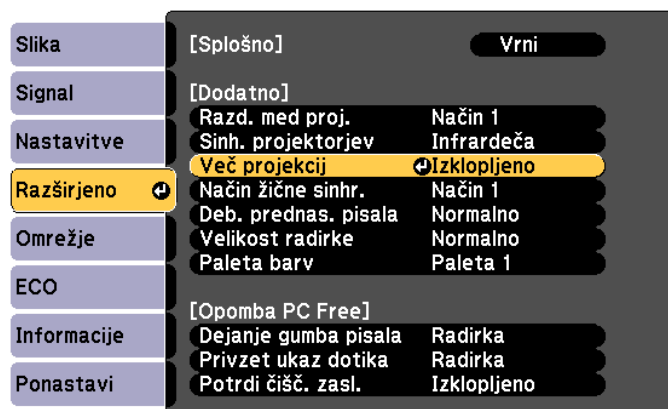 Slika
Signal
Nastavitve
Razširjeno
Omrežje
ECO
Informacije
Ponastavi
[Splošno] Vrni
[Dodatno]
Razd. med proj. Način 1
Sinh. projektorjev Infrardeča
Več projekcij Izklopljeno
Način žične sinhr. Način 1
Deb. prednas. pisala Normalno
Velikost radirke Normalno
Paleta barv Paleta 1
[Opomba PC Free]
Dejanje gumba pisala Radirka
Privzet ukaz dotika Radirka
Potrdi čišč. zasl. Izklopljeno